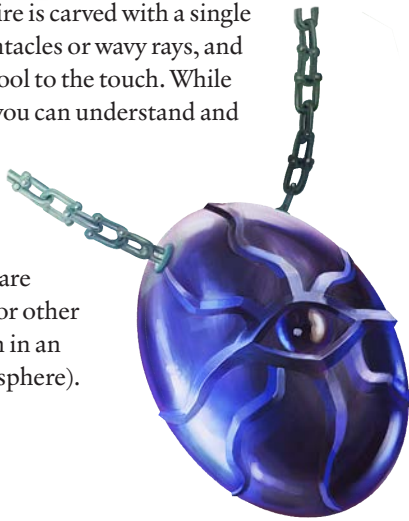 ire is carved with a single
ntacles or wavy rays, and
ool to the touch. While
you can understand and
are
or other
n in an
sphere).